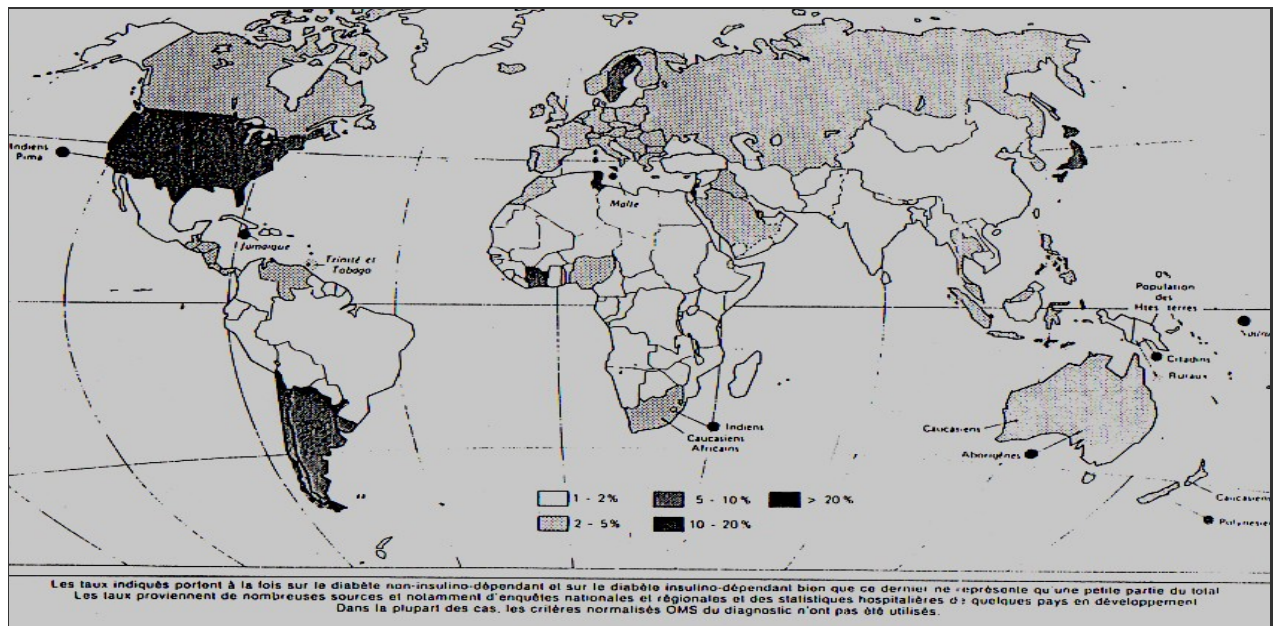 Indiens
Pima
Jamaïque
Trinité et
Tobago
Malte
0%
Population
des
Htes terres
Citadins
Ruraux
Indiens
Caucasiens
Africains
Caucasiens
Aborigènes
Caucasiens
Polynésiens
1 - 2%
5 - 10%
> 20%
2 - 5%
10 - 20%
Les taux indiqués portent à la fois sur le diabète non-insulino-dépendant et sur le diabète insulino-dépendant bien que ce dernier ne représente qu'une petite partie du total
Les taux proviennent de nombreuses sources et notamment d'enquêtes nationales et régionales et des statistiques hospitalières de quelques pays en développement
Dans la plupart des cas, les critères normalisés OMS du diagnostic n'ont pas été utilisés.